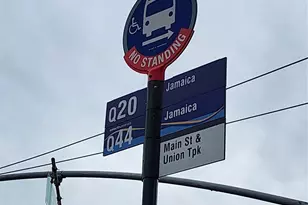 NO STANDING
Q20 Jamaica
Q44 Jamaica
Main St &
Union Tpk